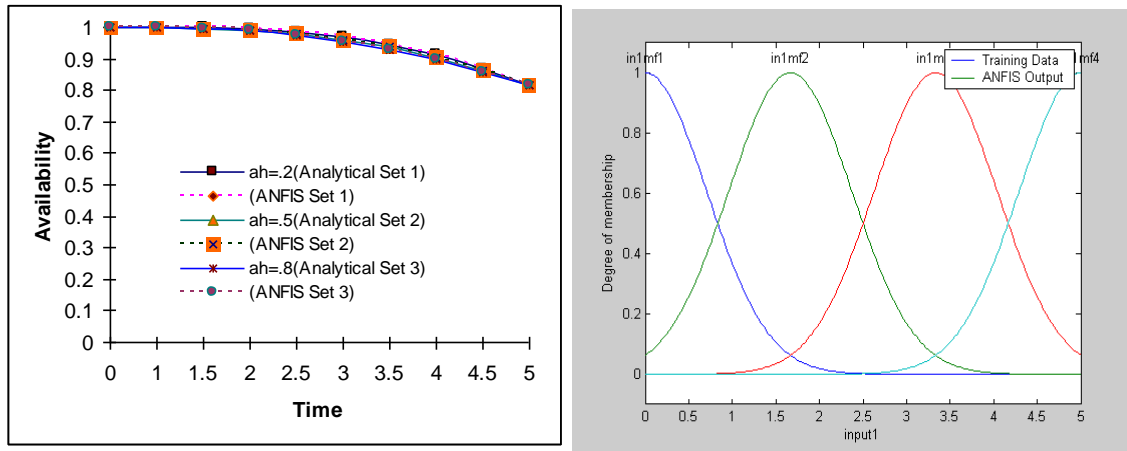 1
0.9
0.8
0.7
0.6
0.5
0.4
0.3
0.2
0.1
0
Availability
ah=.2(Analytical Set 1)
(ANFIS Set 1)
ah=.5(Analytical Set 2)
(ANFIS Set 2)
ah=.8(Analytical Set 3)
(ANFIS Set 3)
0 1 1.5 2 2.5 3 3.5 4 4.5 5
Time
in1mf1 in1mf2 in1m 1mf4
Training Data
ANFIS Output
1
0.8
0.6
0.4
0.2
0
Degree of membership
0 0.5 1 1.5 2 2.5 3 3.5 4 4.5 5
input1